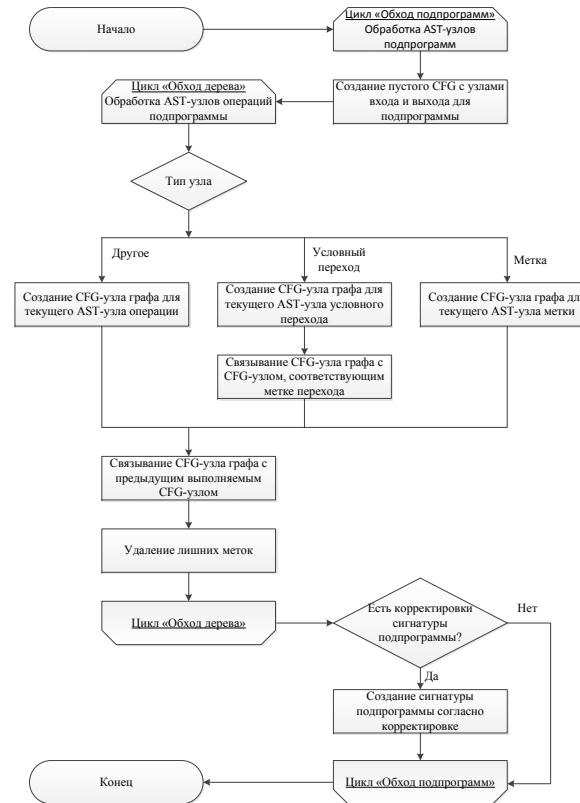 Начало
Цикл «Обход подпрограмм»
Обработка AST-узлов
подпрограмм
Цикл «Обход дерева»
Обработка AST-узлов операций
подпрограммы
Создание пустого CFG с узлами
входа и выхода для
подпрограммы
Тип узла
Другое
Условный
переход
Метка
Создание CFG-узла графа для
текущего AST-узла операции
Создание CFG-узла графа для
текущего AST-узла условного
перехода
Создание CFG-узла графа для
текущего AST-узла метки
Связывание CFG-узла графа с
CFG-узлом, соответствующим
метке перехода
Связывание CFG-узла графа с
предыдущим выполняемым
CFG-узлом
Удаление лишних меток
Цикл «Обход дерева»
Есть корректировки
сигнатуры
подпрограммы?
Нет
Да
Создание сигнатуры
подпрограммы согласно
корректировке
Конец
Цикл «Обход подпрограмм»